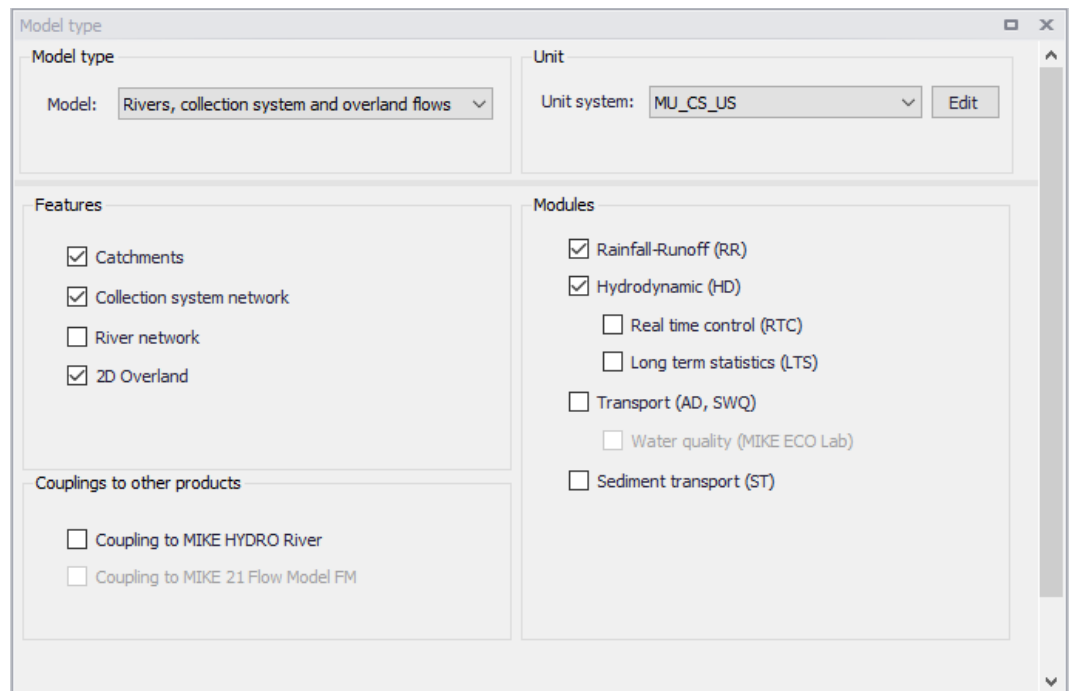 Model type
Model type
Model: Rivers, collection system and overland flows
Unit
Unit system: MU_CS_US Edit
Features
Catchments
Collection system network
River network
2D Overland
Couplings to other products
Coupling to MIKE HYDRO River
Coupling to MIKE 21 Flow Model FM
Modules
Rainfall-Runoff (RR)
Hydrodynamic (HD)
Real time control (RTC)
Long term statistics (LTS)
Transport (AD, SWQ)
Water quality (MIKE ECO Lab)
Sediment transport (ST)